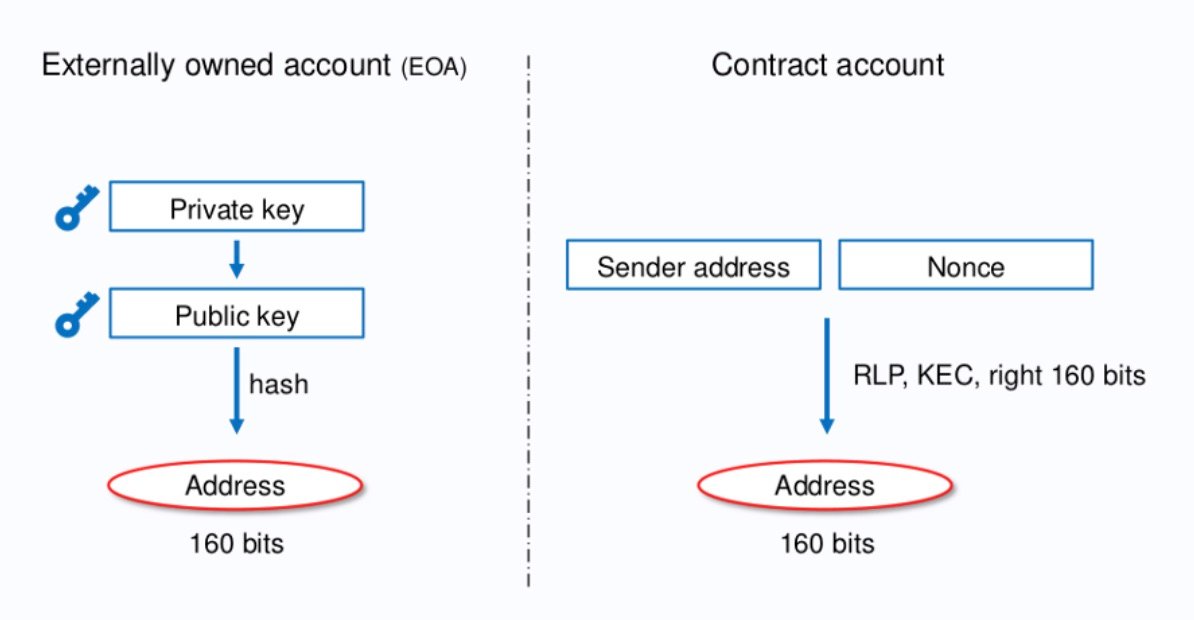 Externally owned account (EOA)
Private key
Public key
hash
Address
160 bits
Contract account
Sender address
Nonce
RLP, KEC, right 160 bits
Address
160 bits